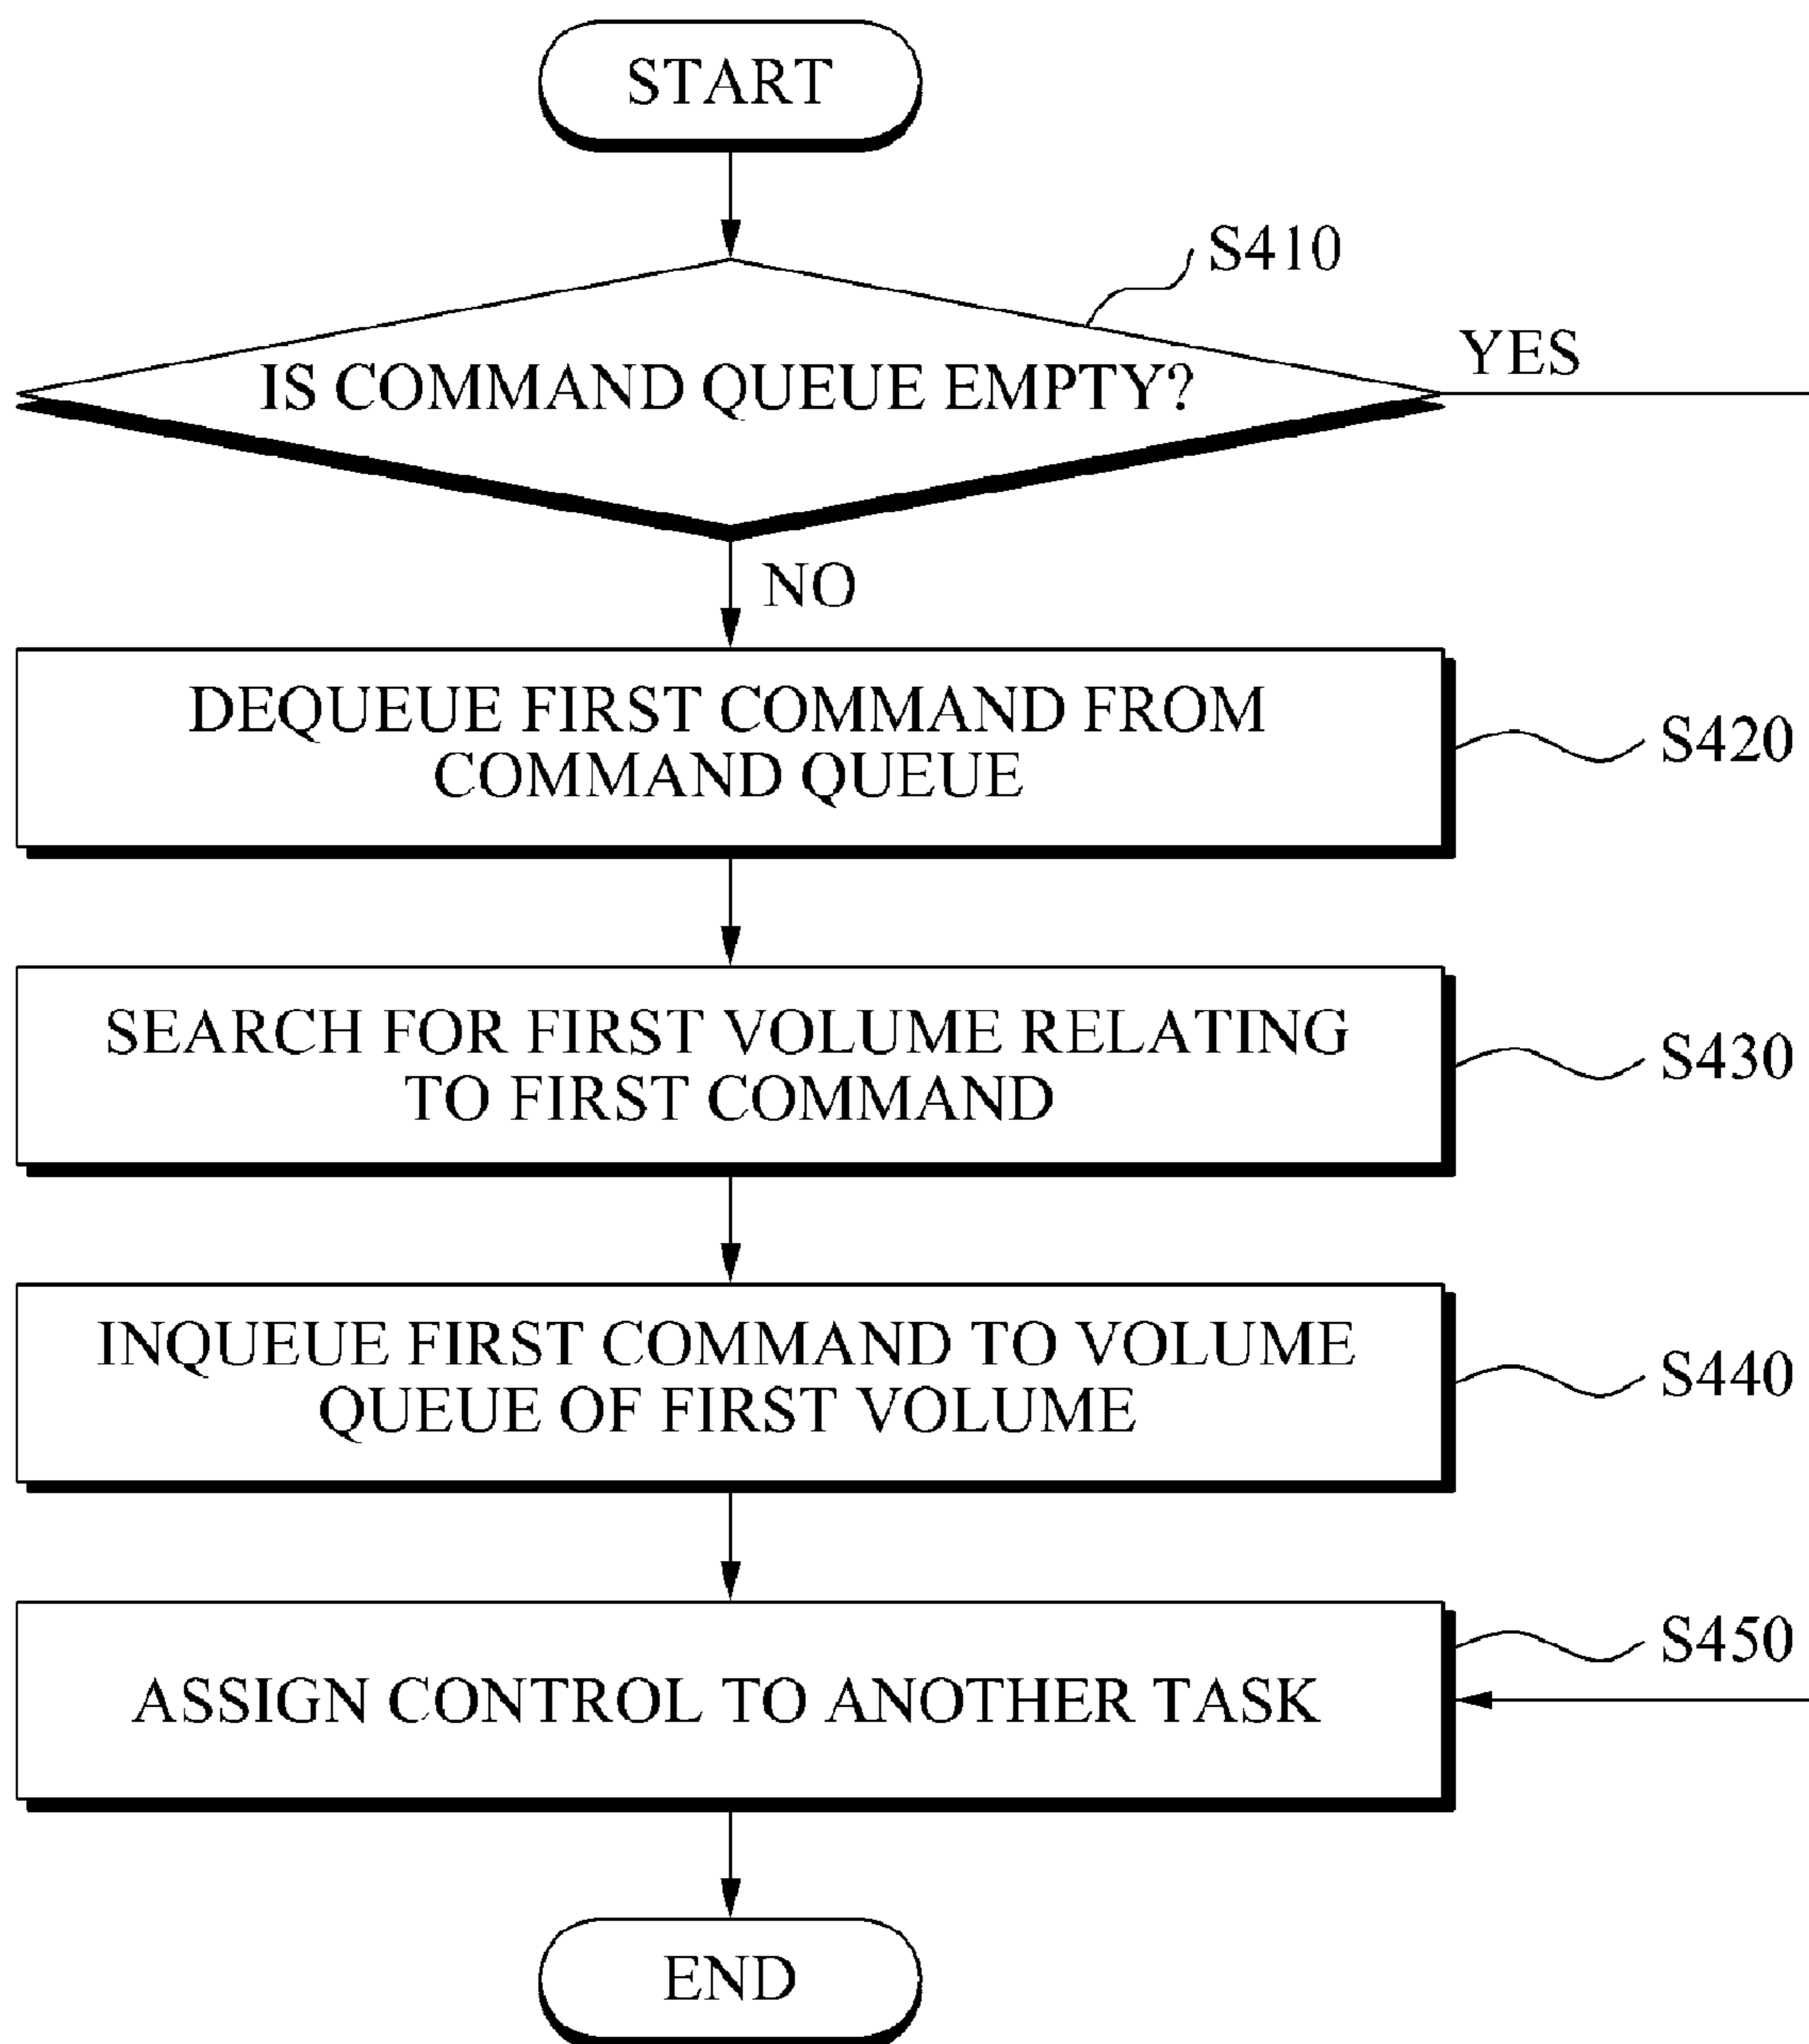 START
S410
IS COMMAND QUEUE EMPTY?
YES
NO
DEQUEUE FIRST COMMAND FROM
COMMAND QUEUE
S420
SEARCH FOR FIRST VOLUME RELATING
TO FIRST COMMAND
S430
INQUEUE FIRST COMMAND TO VOLUME
QUEUE OF FIRST VOLUME
S440
S450
ASSIGN CONTROL TO ANOTHER TASK
END